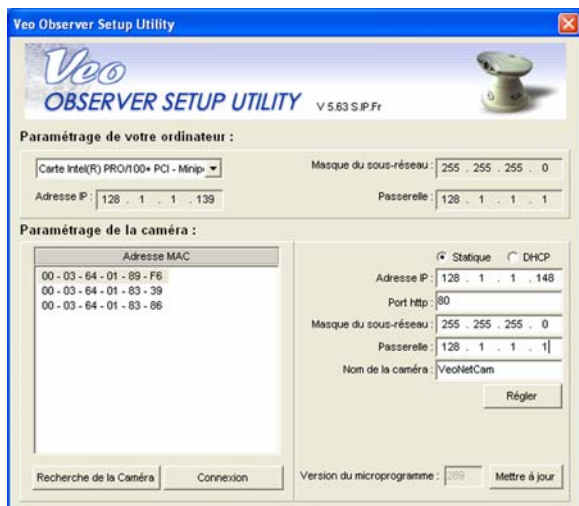 Veo Observer Setup Utility
Veo
OBSERVER SETUP UTILITY V 5.63 S.IP.Fr
Paramétrage de votre ordinateur :
Carte Intel(R) PRO/100+ PCI - Minip
Masque du sous-réseau : 255 . 255 . 255 . 0
Adresse IP : 128 . 1 . 1 . 139
Passerelle : 128 . 1 . 1 . 1
Paramétrage de la caméra :
Adresse MAC
00 - 03 - 64 - 01 - 89 - F6
00 - 03 - 64 - 01 - 83 - 39
00 - 03 - 64 - 01 - 83 - 86
Statique DHCP
Adresse IP : 128 . 1 . 1 . 148
Port http : 80
Masque du sous-réseau : 255 . 255 . 255 . 0
Passerelle : 128 . 1 . 1 . 1
Nom de la caméra : VeoNetCam
Régler
Recherche de la Caméra Connexion
Version du microprogramme : 289 Mettre à jour